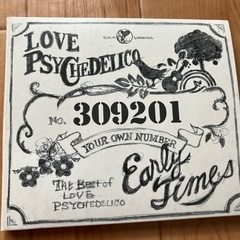 LOVE
PSYCHEDELICO
No. 309201
YOUR OWN NUMBER
Early Times
The Best of
LOVE
PSYCHEDELICO